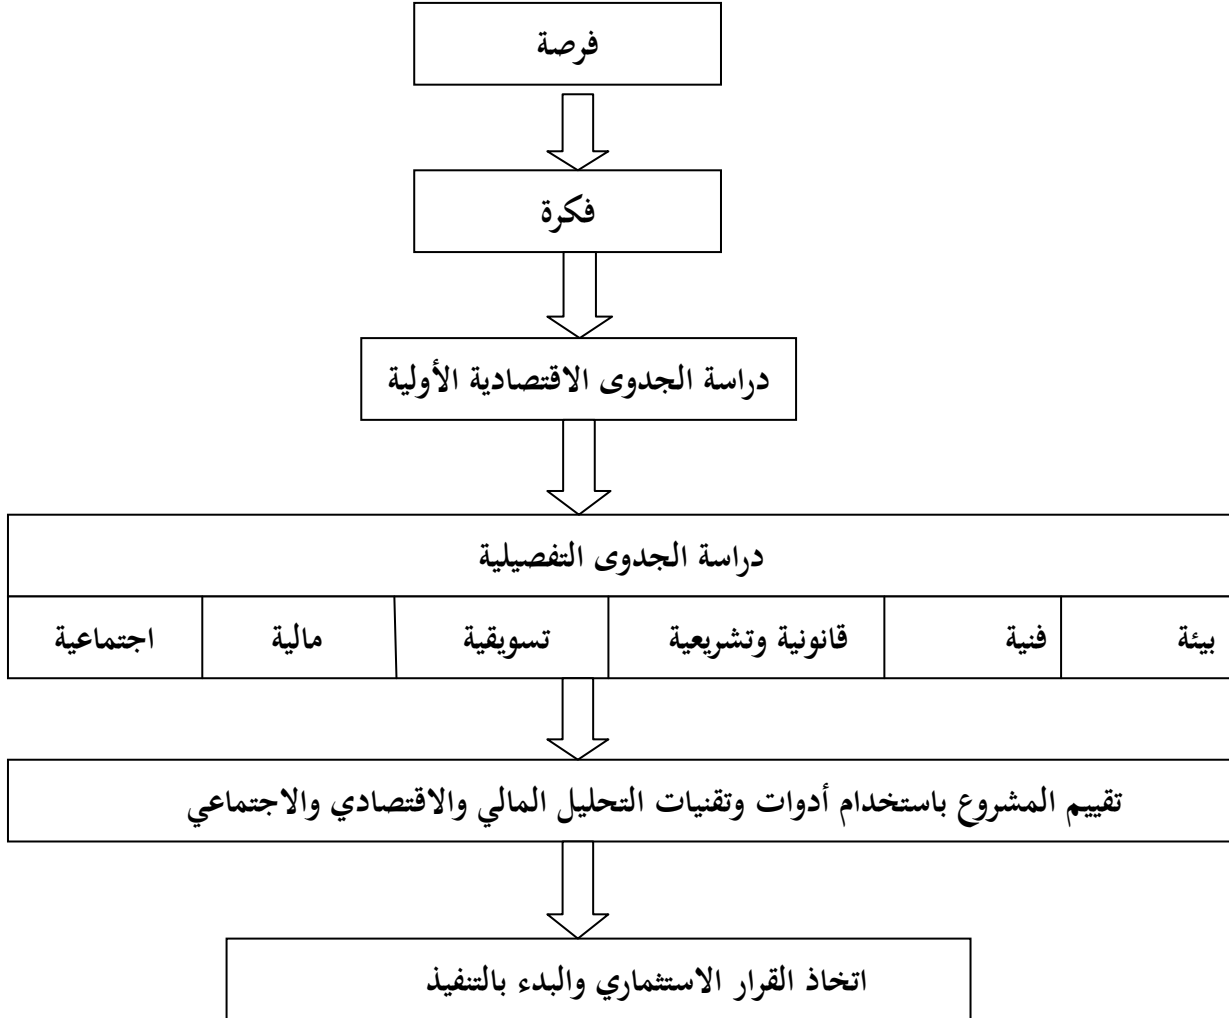 فرصة
فكرة
دراسة الجدوى الاقتصادية الأولية
دراسة الجدوى التفصيلية
بيئة فنية قانونية وتشريعية تسويقية مالية اجتماعية
تقييم المشروع باستخدام أدوات وتقنيات التحليل المالي والاقتصادي والاجتماعي
اتخاذ القرار الاستثماري والبدء بالتنفيذ